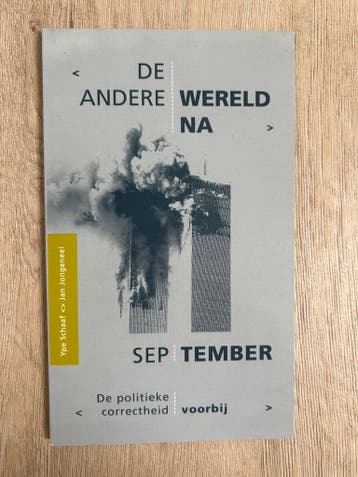 < DE
ANDERE WERELD
NA >
SEP TEMBER
De politieke
< correctheid voorbij >
Ype Schaaf <> Jan Jongeneel